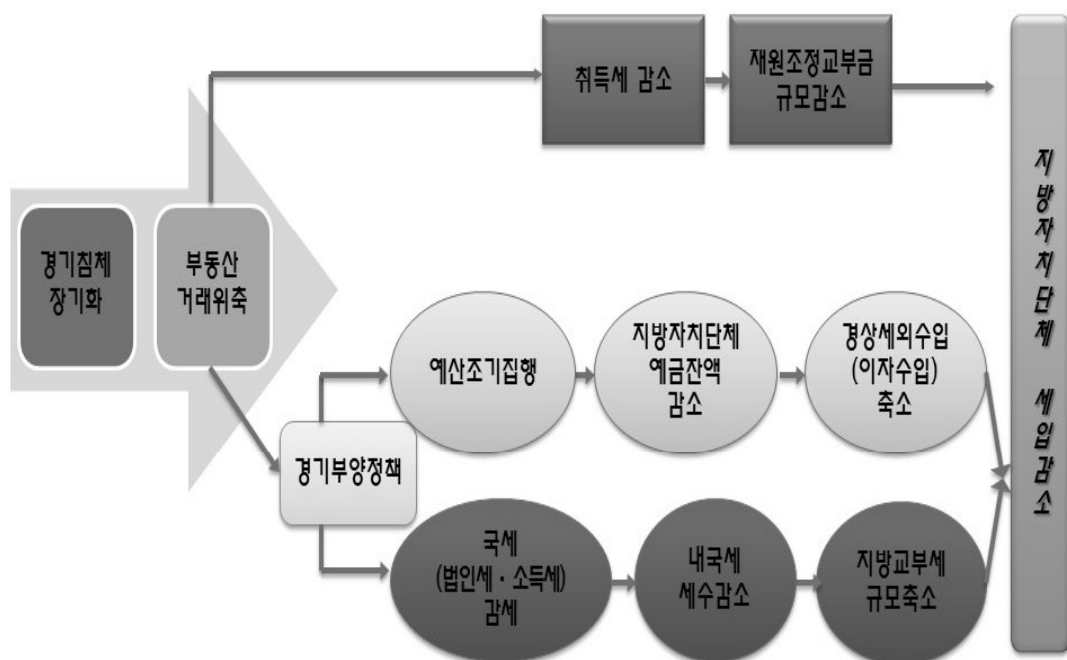 취득세 감소
재원조정교부금
규모감소
경기침체
장기화
부동산
거래위축
예산조기집행
지방자치단체
예금잔액
감소
경상세외수입
(이자수입)
축소
경기부양정책
국세
(법인세 · 소득세)
감세
내국세
세수감소
지방교부세
규모축소
지방자치단체 세입감소